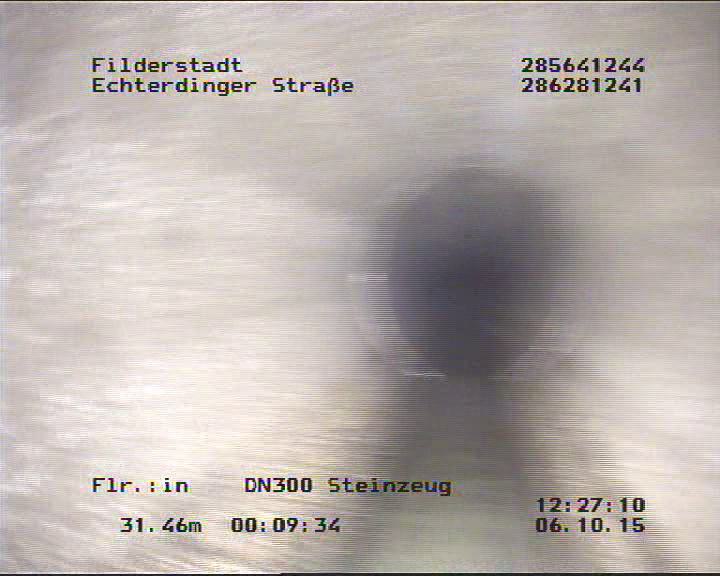 Filderstadt 285641244
Echterdinger Straße 286281241
Flr.:in DN300 Steinzeug
12:27:10
31.46m 00:09:34 06.10.15